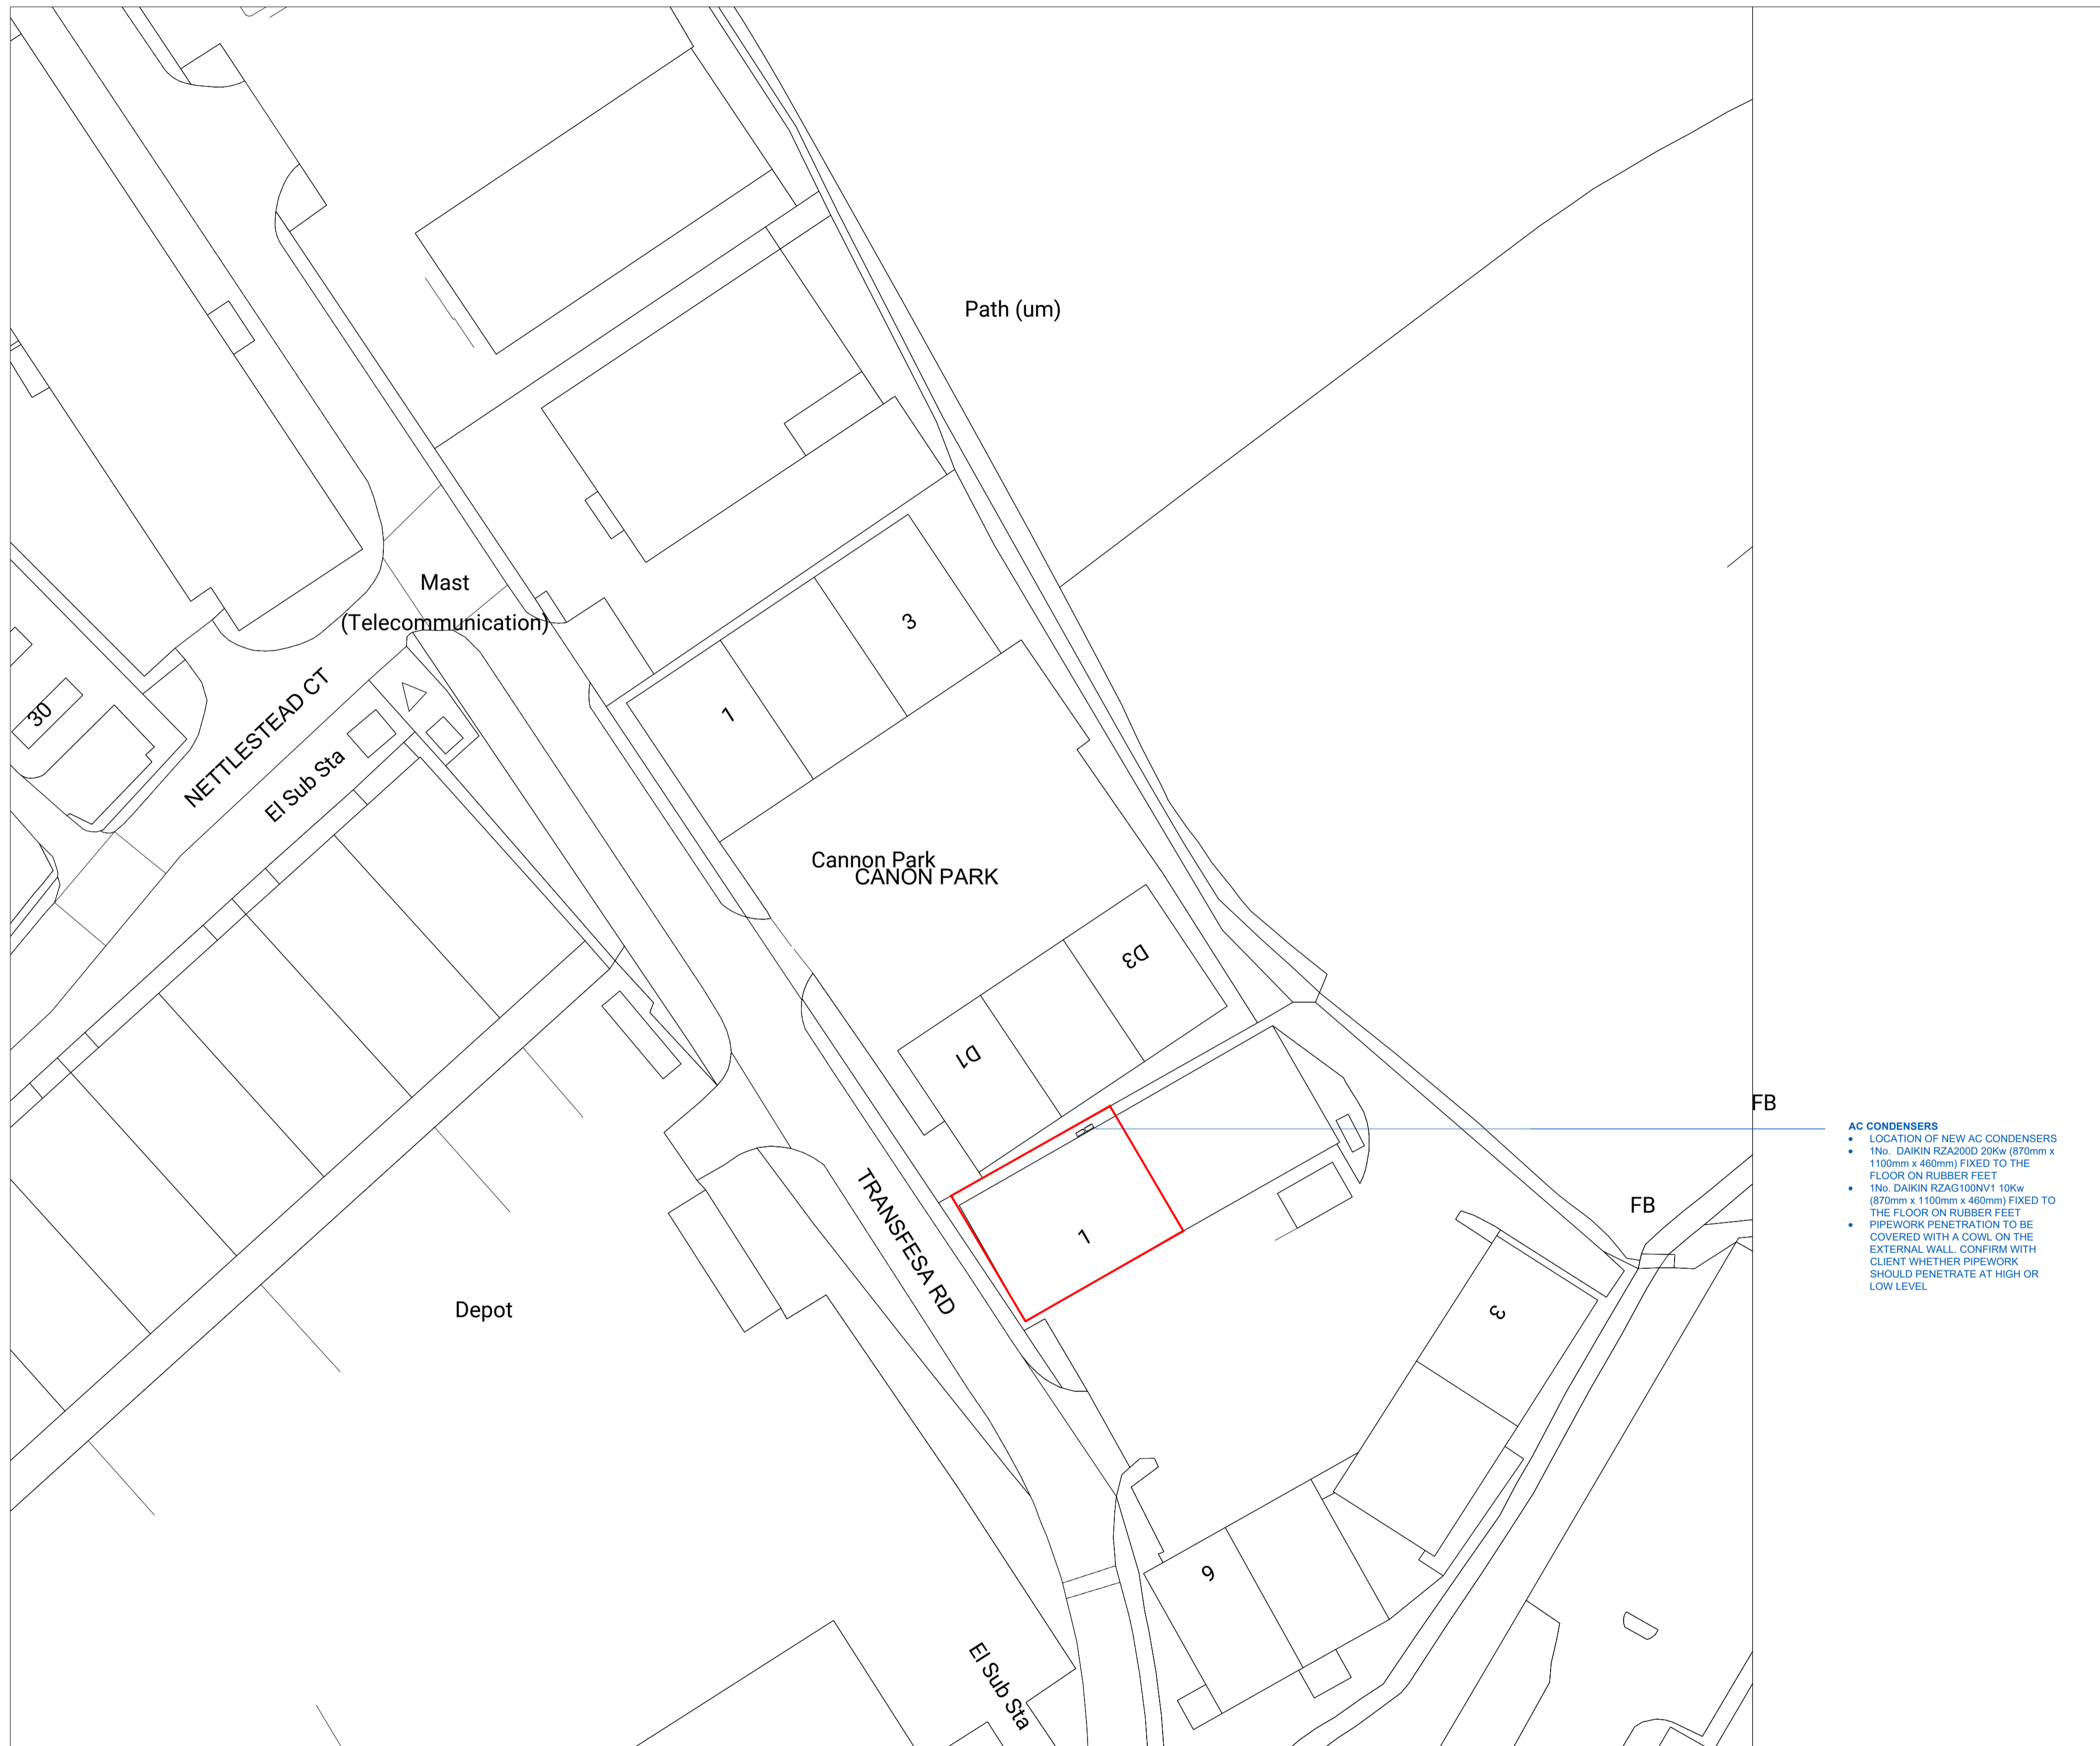 Path (um)
Mast
(Telecommunication)
3
1
30
NETTLESTEAD CT
El Sub Sta
Cannon Park
CANON PARK
D3
D1
FB
AC CONDENSERS
• LOCATION OF NEW AC CONDENSERS
• 1No. DAIKIN RZA200D 20Kw (870mm x
1100mm x 460mm) FIXED TO THE
FLOOR ON RUBBER FEET
• 1No. DAIKIN RZAG100NV1 10Kw
(870mm x 1100mm x 460mm) FIXED TO
THE FLOOR ON RUBBER FEET
• PIPEWORK PENETRATION TO BE
COVERED WITH A COWL ON THE
EXTERNAL WALL. CONFIRM WITH
CLIENT WHETHER PIPEWORK
SHOULD PENETRATE AT HIGH OR
LOW LEVEL
FB
TRANSFESA RD
1
Depot
3
6
El Sub Sta